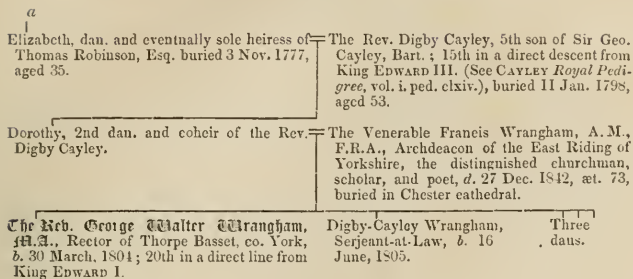 a
Elizabeth, dau. and eventually sole heiress of
Thomas Robinson, Esq. buried 3 Nov. 1777,
aged 35.
The Rev. Digby Cayley, 5th son of Sir Geo.
Cayley, Bart. ; 15th in a direct descent from
King EDWARD III. (See CAYLEY Royal Pedi-
gree, vol. i. ped. clxiv.), buried 11 Jan. 1798,
aged 53.
Dorothy, 2nd dau. and coheir of the Rev.
Digby Cayley.
The Venerable Francis Wrangham, A.M.,
F.R.A., Archdeacon of the East Riding of
Yorkshire, the distinguished churchman,
scholar, and poet, d. 27 Dec. 1842, æt. 73,
buried in Chester cathedral.
The Reb. George Walter Wrangham,
M.A., Rector of Thorpe Basset, co. York,
b. 30 March, 1804 ; 20th in a direct line from
King EDWARD I.
Digby-Cayley Wrangham,
Serjeant-at-Law, b. 16
June, 1805.
Three
daus.